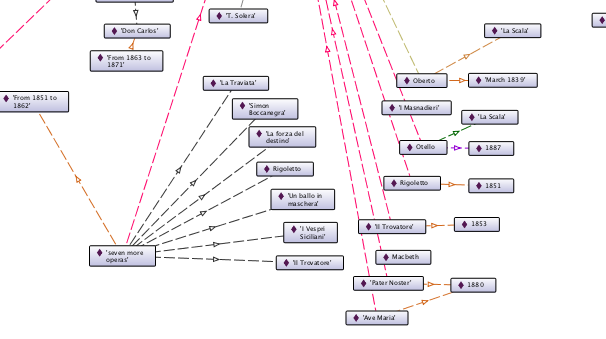 'T. Solera'
'Don Carlos'
'La Scala'
'From 1863 to
1871'
Oberto
'March 1839'
'La Traviata'
'From 1851 to
1862'
'Simon
Boccanegra'
'I Masnadieri'
'La Scala'
'La forza del
destino'
Otello
1887
Rigoletto
Rigoletto
1851
'Un ballo in
maschera'
'Il Trovatore'
1853
'I Vespri
Siciliani'
'seven more
operas'
Macbeth
'Il Trovatore'
'Pater Noster'
1880
'Ave Maria'